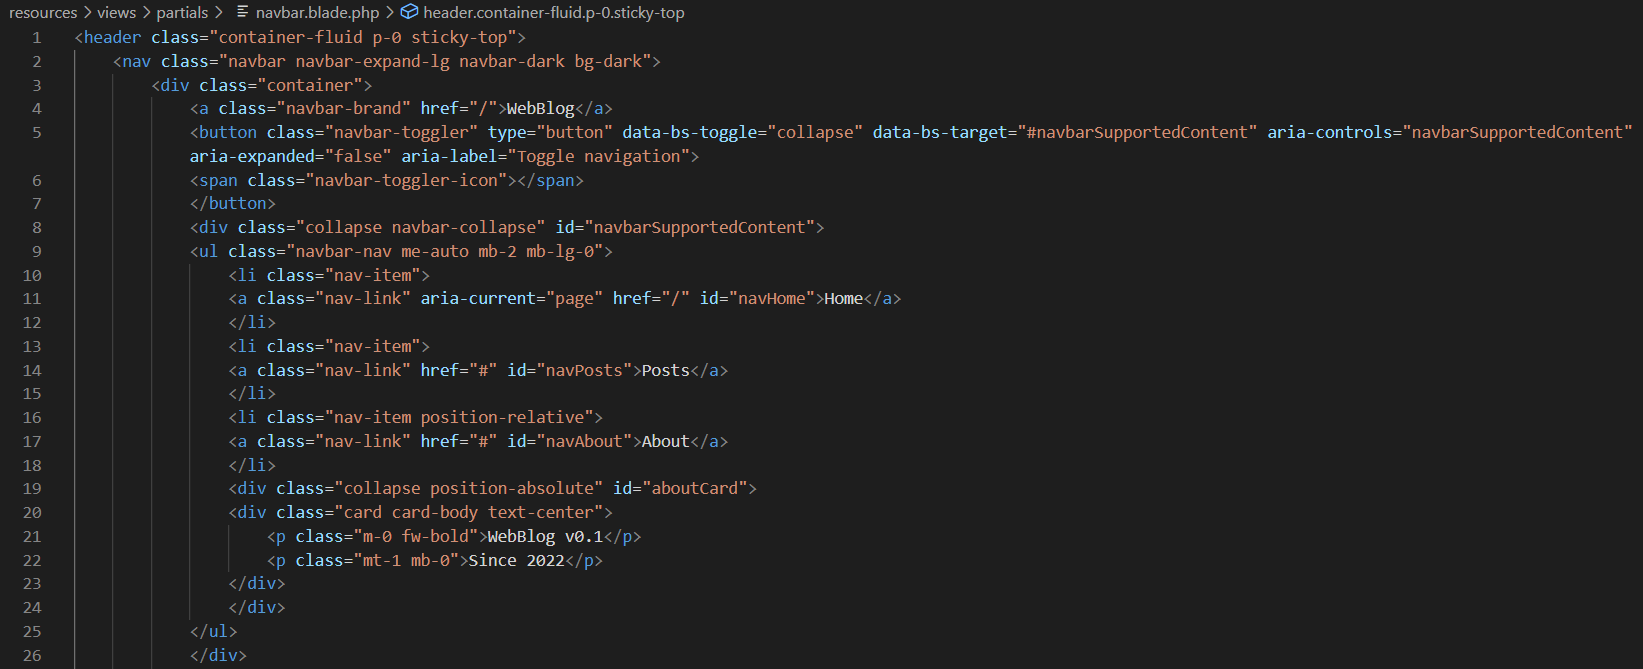 resources > views > partials > navbar.blade.php > header.container-fluid.p-0.sticky-top
1 <header class="container-fluid p-0 sticky-top">
2 <nav class="navbar navbar-expand-lg navbar-dark bg-dark">
3 <div class="container">
4 <a class="navbar-brand" href="/">WebBlog</a>
5 <button class="navbar-toggler" type="button" data-bs-toggle="collapse" data-bs-target="#navbarSupportedContent" aria-controls="navbarSupportedContent"
aria-expanded="false" aria-label="Toggle navigation">
6 <span class="navbar-toggler-icon"></span>
7 </button>
8 <div class="collapse navbar-collapse" id="navbarSupportedContent">
9 <ul class="navbar-nav me-auto mb-2 mb-lg-0">
10 <li class="nav-item">
11 <a class="nav-link" aria-current="page" href="/" id="navHome">Home</a>
12 </li>
13 <li class="nav-item">
14 <a class="nav-link" href="#" id="navPosts">Posts</a>
15 </li>
16 <li class="nav-item position-relative">
17 <a class="nav-link" href="#" id="navAbout">About</a>
18 </li>
19 <div class="collapse position-absolute" id="aboutCard">
20 <div class="card card-body text-center">
21 <p class="m-0 fw-bold">WebBlog v0.1</p>
22 <p class="mt-1 mb-0">Since 2022</p>
23 </div>
24 </div>
25 </ul>
26 </div>